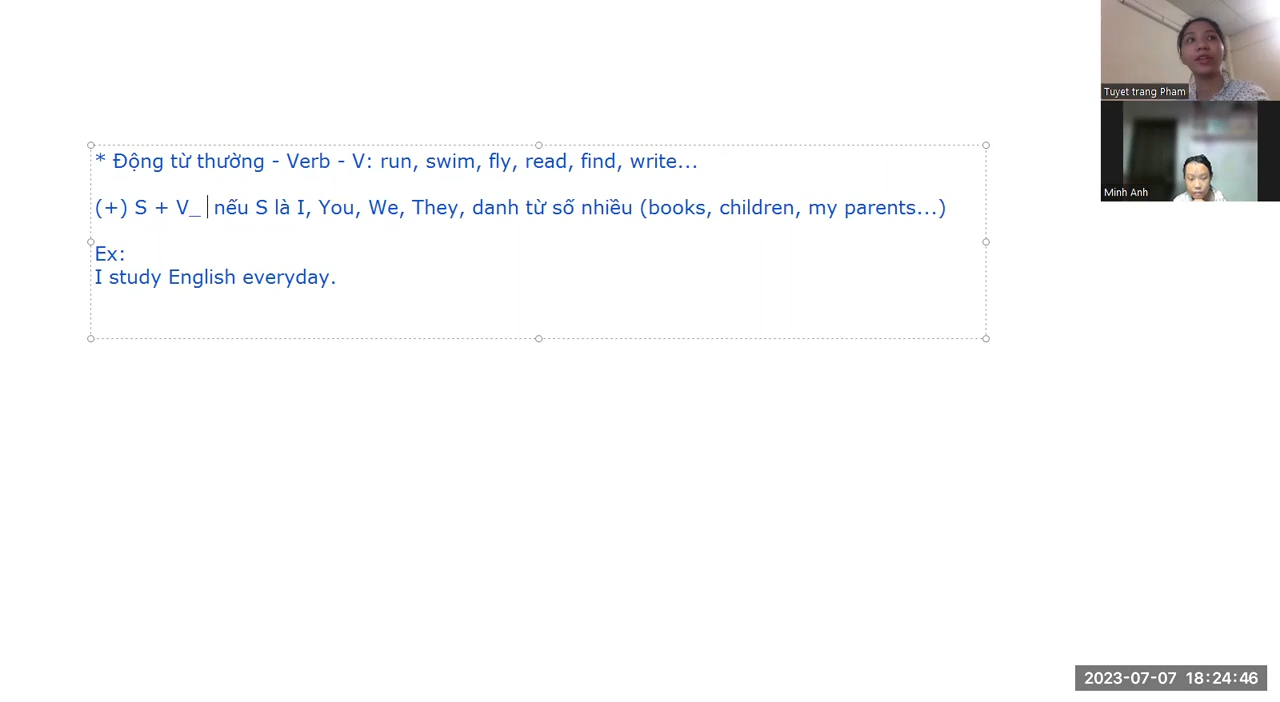 * Động từ thường - Verb - V: run, swim, fly, read, find, write...
(+) S + V_ nếu S là I, You, We, They, danh từ số nhiều (books, children, my parents...)
Ex:
I study English everyday.
Tuyet trang Pham
Minh Anh
2023-07-07 18:24:46